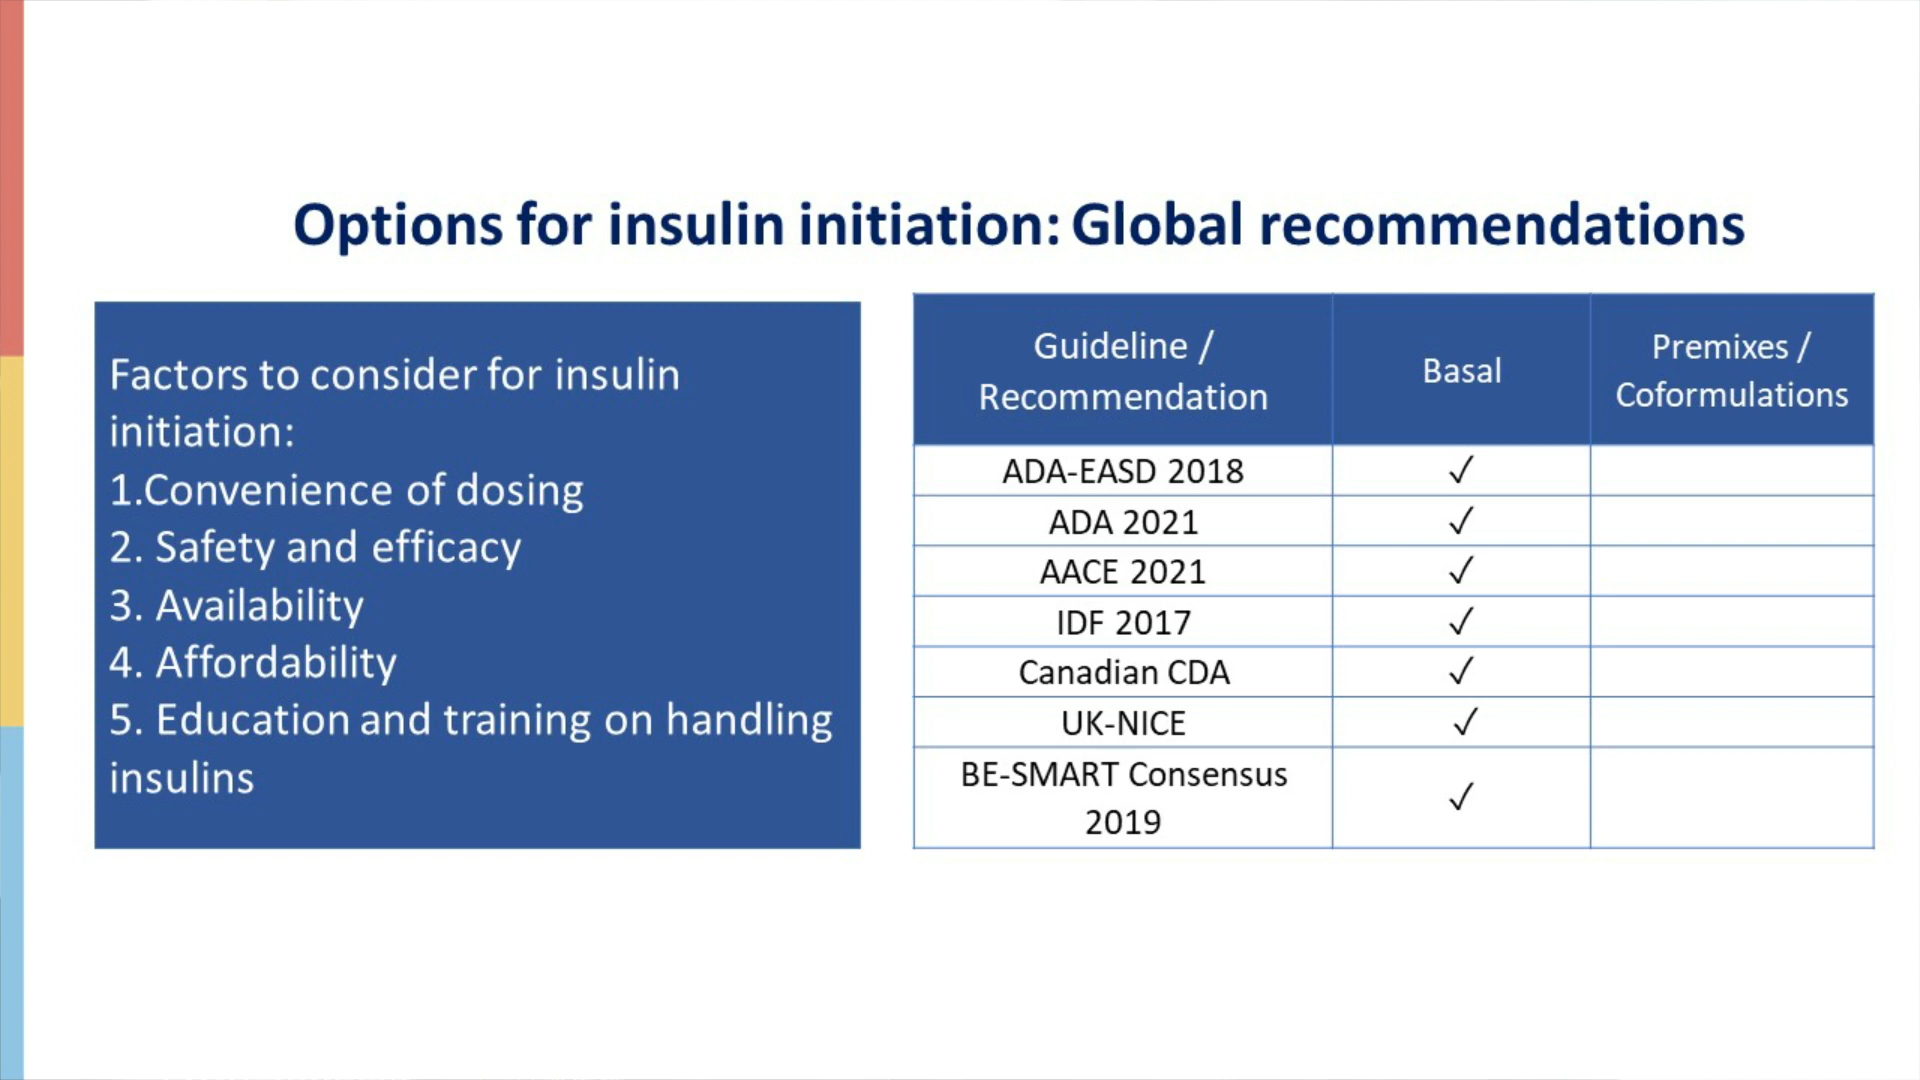 Options for insulin initiation: Global recommendations
Factors to consider for insulin
initiation:
1.Convenience of dosing
2. Safety and efficacy
3. Availability
4. Affordability
5. Education and training on handling
insulins
Guideline /
Recommendation
Basal
Premixes /
Coformulations
ADA-EASD 2018 ✓
ADA 2021 ✓
AACE 2021 ✓
IDF 2017 ✓
Canadian CDA ✓
UK-NICE ✓
BE-SMART Consensus
2019 ✓